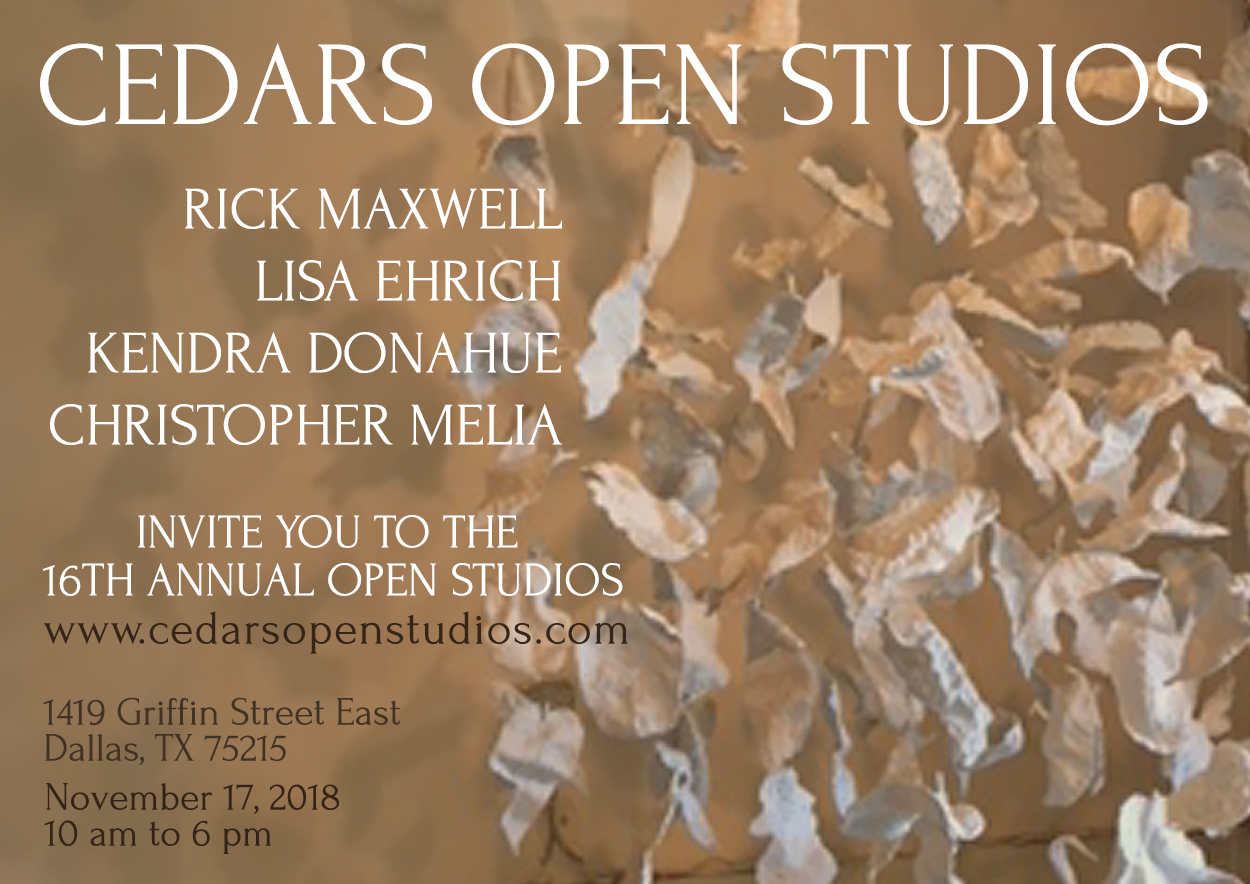 CEDARS OPEN STUDIOS
RICK MAXWELL
LISA EHRICH
KENDRA DONAHUE
CHRISTOPHER MELIA
INVITE YOU TO THE
16TH ANNUAL OPEN STUDIOS
www.cedarsopenstudios.com
1419 Griffin Street East
Dallas, TX 75215
November 17, 2018
10 am to 6 pm